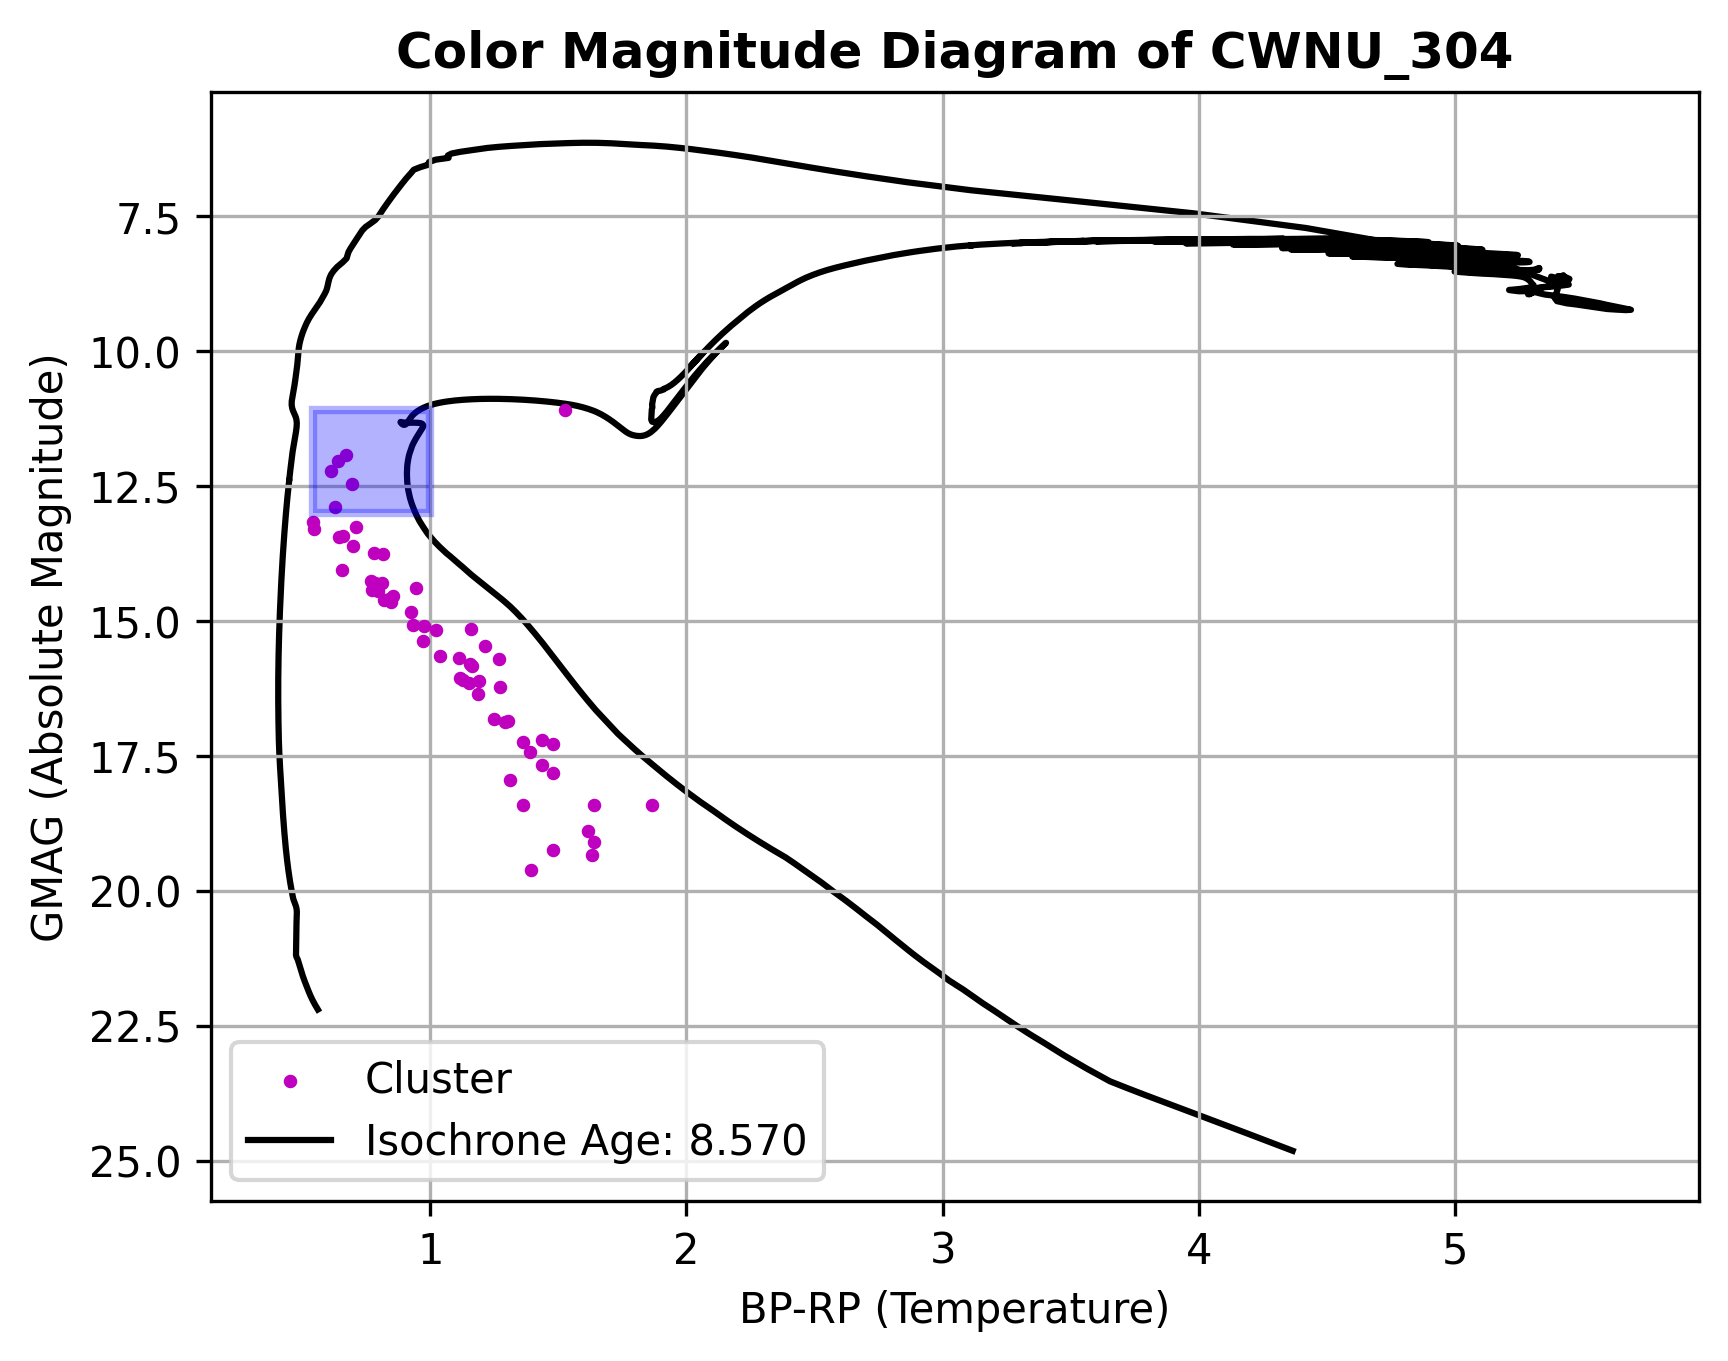 Color Magnitude Diagram of CWNU_304
GMAG (Absolute Magnitude)
7.5
10.0
12.5
15.0
17.5
20.0
22.5
25.0
Cluster
Isochrone Age: 8.570
1 2 3 4 5
BP-RP (Temperature)